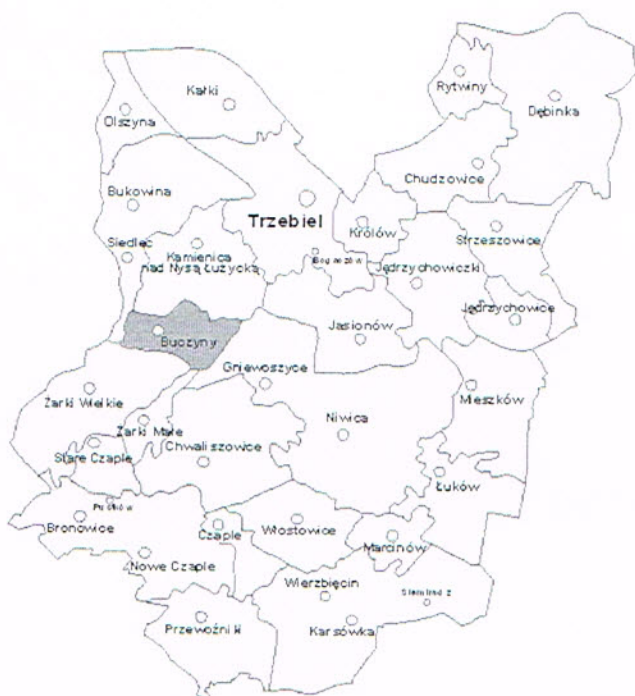 Kałki
Rytwiny
Dębinka
Olszyna
Chudzowice
Bukowina
Trzebiel
Królów
Strzeszowice
Siedlec
Kamienica
nad Nysą Łużycką
Jędrzychowiczki
Jędrzychowice
Buczyny
Jasionów
Gniewoszyce
Żarki Wielkie
Mieszków
Żarki Małe
Niwica
Stare Czaple
Chwaliszowice
Łuków
Bronowice
Czaple
Włostowice
Marcinów
Nowe Czaple
Wierzbięcin
Przewoźniki
Karsówka